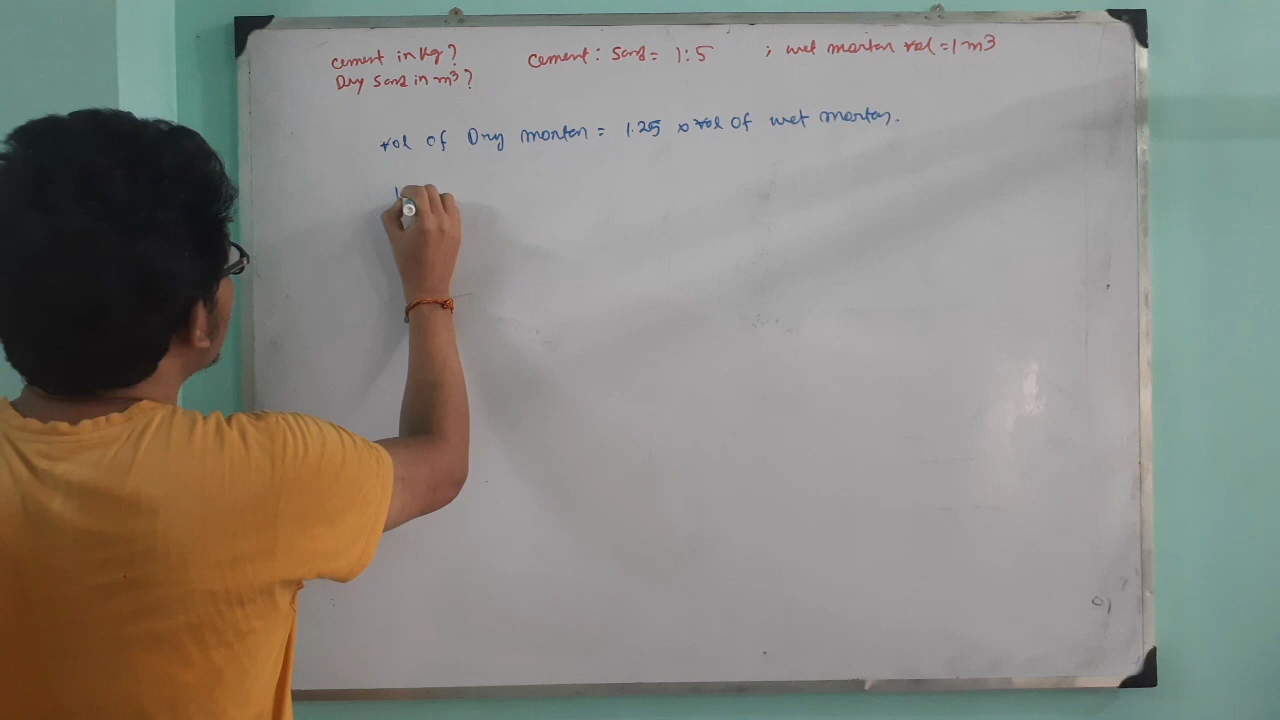 cement in kg? cement : Sand = 1:5 ; wet mortar vol = 1 m3
Dry Sand in m3?
vol of Dry mortar = 1.25 x vol of wet mortar.